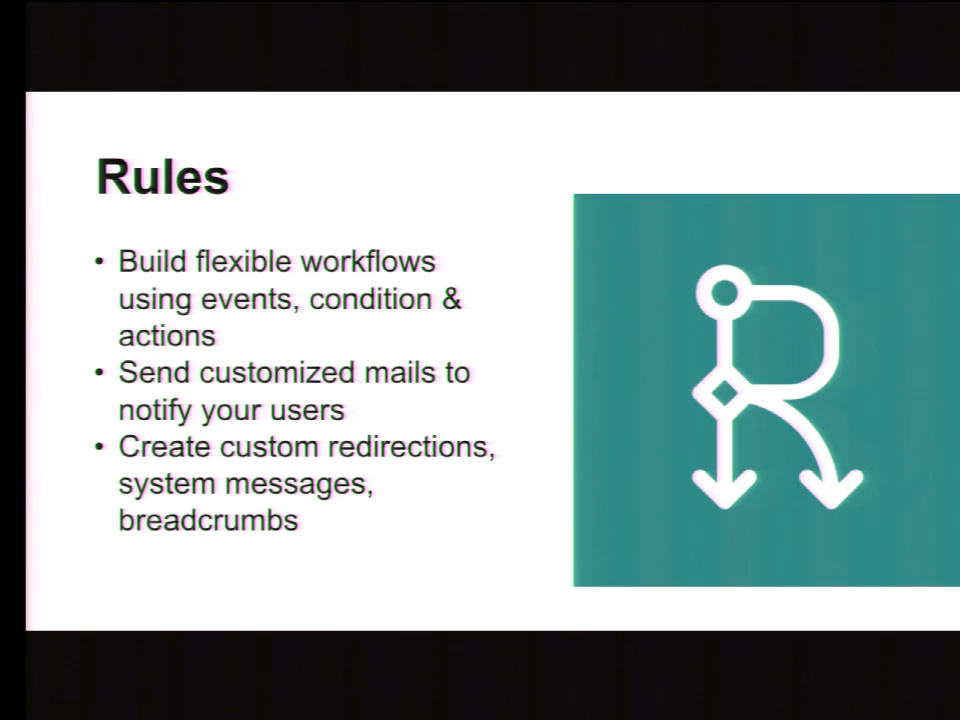 Rules
• Build flexible workflows
using events, condition &
actions
• Send customized mails to
notify your users
• Create custom redirections,
system messages,
breadcrumbs